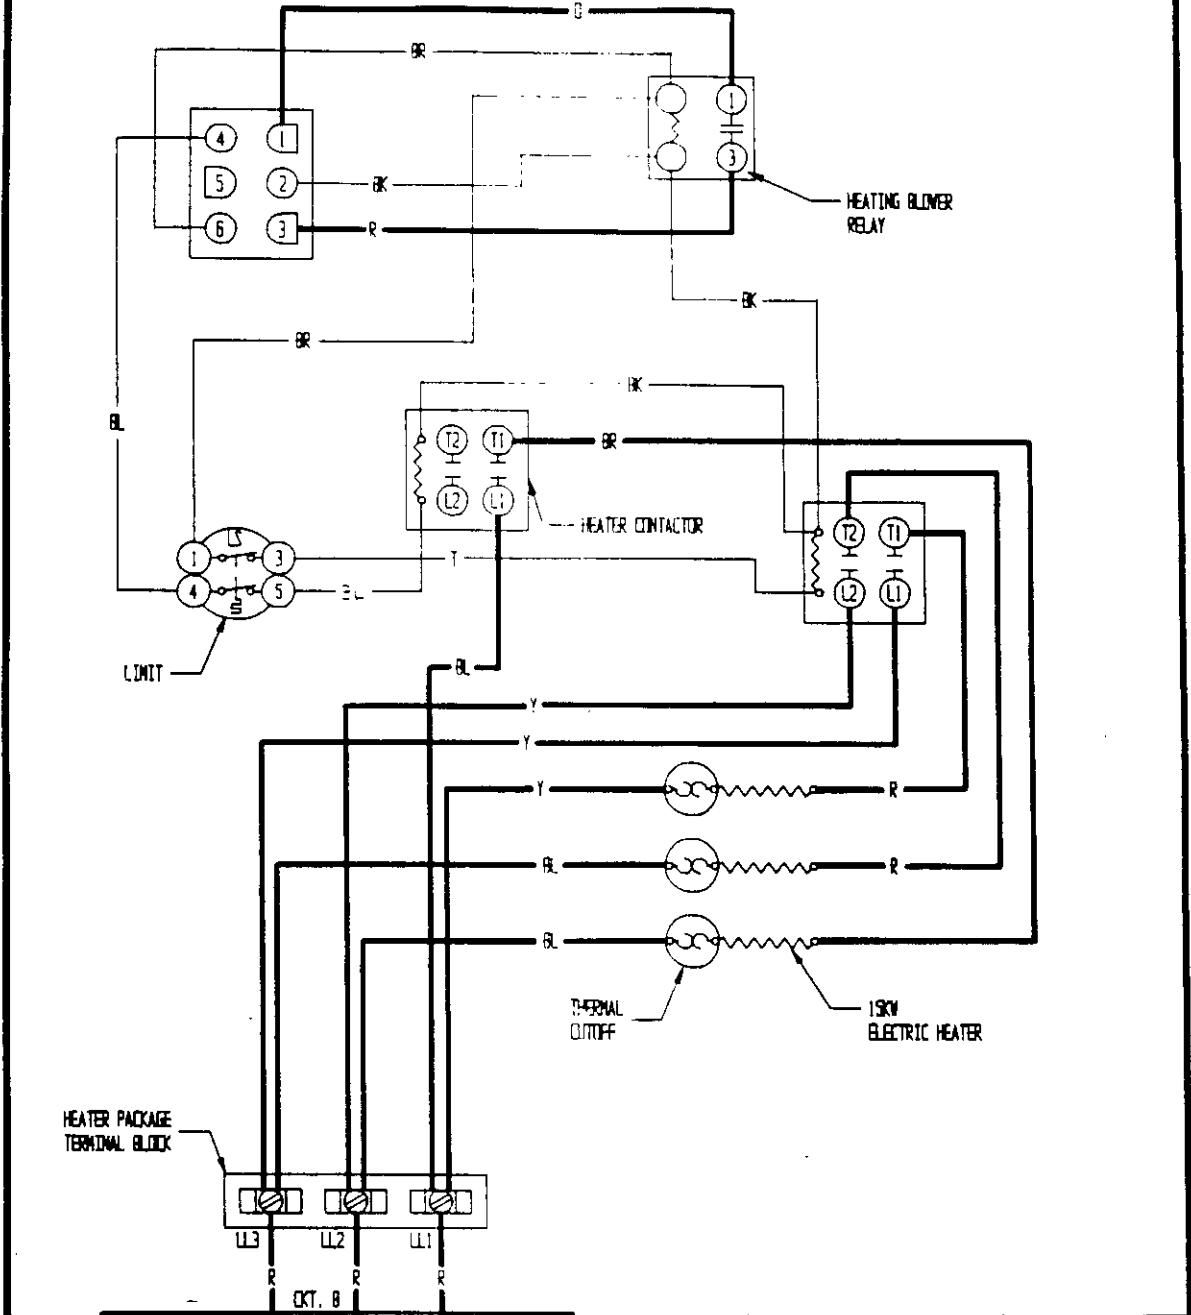 O
BR
1
4
1
3
5
2
BK
HEATING BLOWER
RELAY
6
3
R
BK
BR
BK
BL
T2
T1
BR
L2
L1
HEATER CONTACTOR
T2
T1
1
3
T
4
5
BL
L2
L1
LIMIT
BL
Y
Y
Y
R
BL
R
BL
THERMAL
CUTOFF
15KW
ELECTRIC HEATER
HEATER PACKAGE
TERMINAL BLOCK
LL3
LL2
LL1
R
R
R
CKT. B